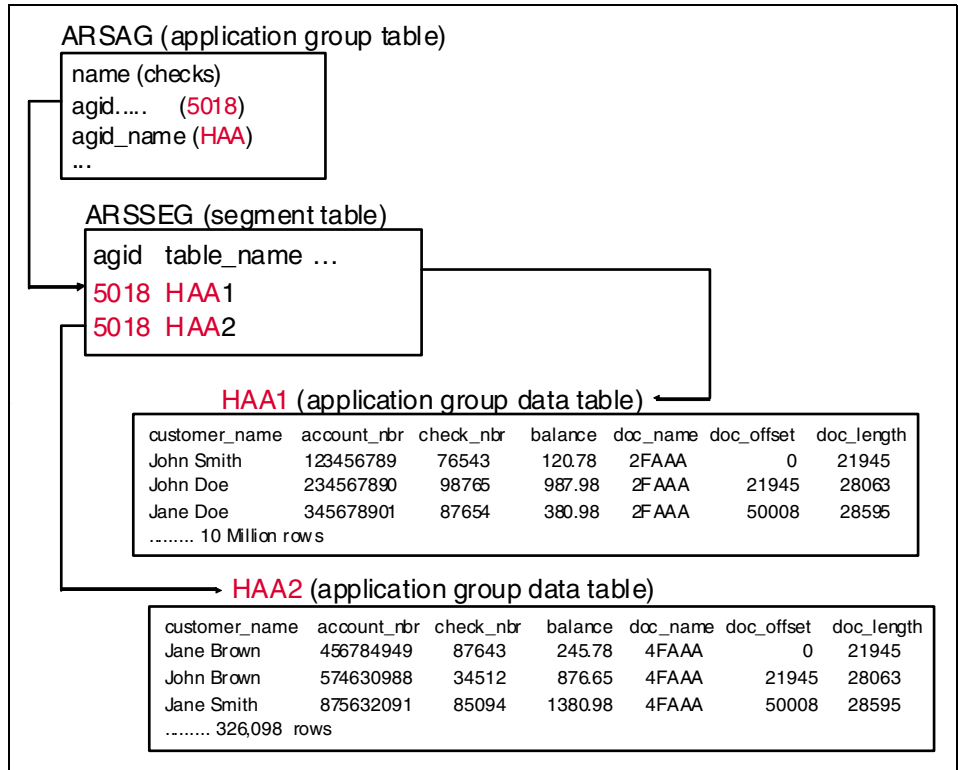 ARSAG (application group table)
name (checks)
agid..... (5018)
agid_name (HAA)
...
ARSSEG (segment table)
agid table_name ...
5018 HAA1
5018 HAA2
HAA1 (application group data table)
customer_name account_nbr check_nbr balance doc_name doc_offset doc_length
John Smith 123456789 76543 120.78 2FAAA 0 21945
John Doe 234567890 98765 987.98 2FAAA 21945 28063
Jane Doe 345678901 87654 380.98 2FAAA 50008 28595
......... 10 Million rows
HAA2 (application group data table)
customer_name account_nbr check_nbr balance doc_name doc_offset doc_length
Jane Brown 456784949 87643 245.78 4FAAA 0 21945
John Brown 574630988 34512 876.65 4FAAA 21945 28063
Jane Smith 875632091 85094 1380.98 4FAAA 50008 28595
......... 326,098 rows